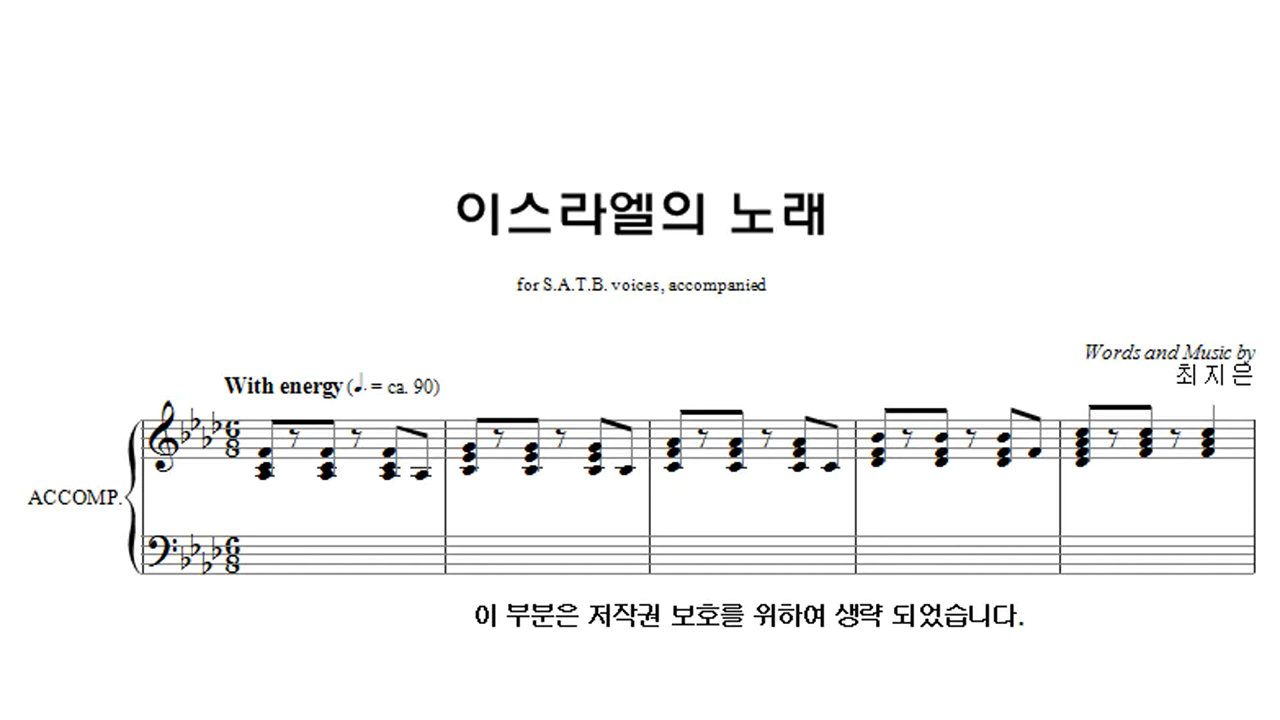 이스라엘의 노래
for S.A.T.B. voices, accompanied
Words and Music by
최 지 은
With energy (♩. = ca. 90)
ACCOMP.
이 부분은 저작권 보호를 위하여 생략 되었습니다.